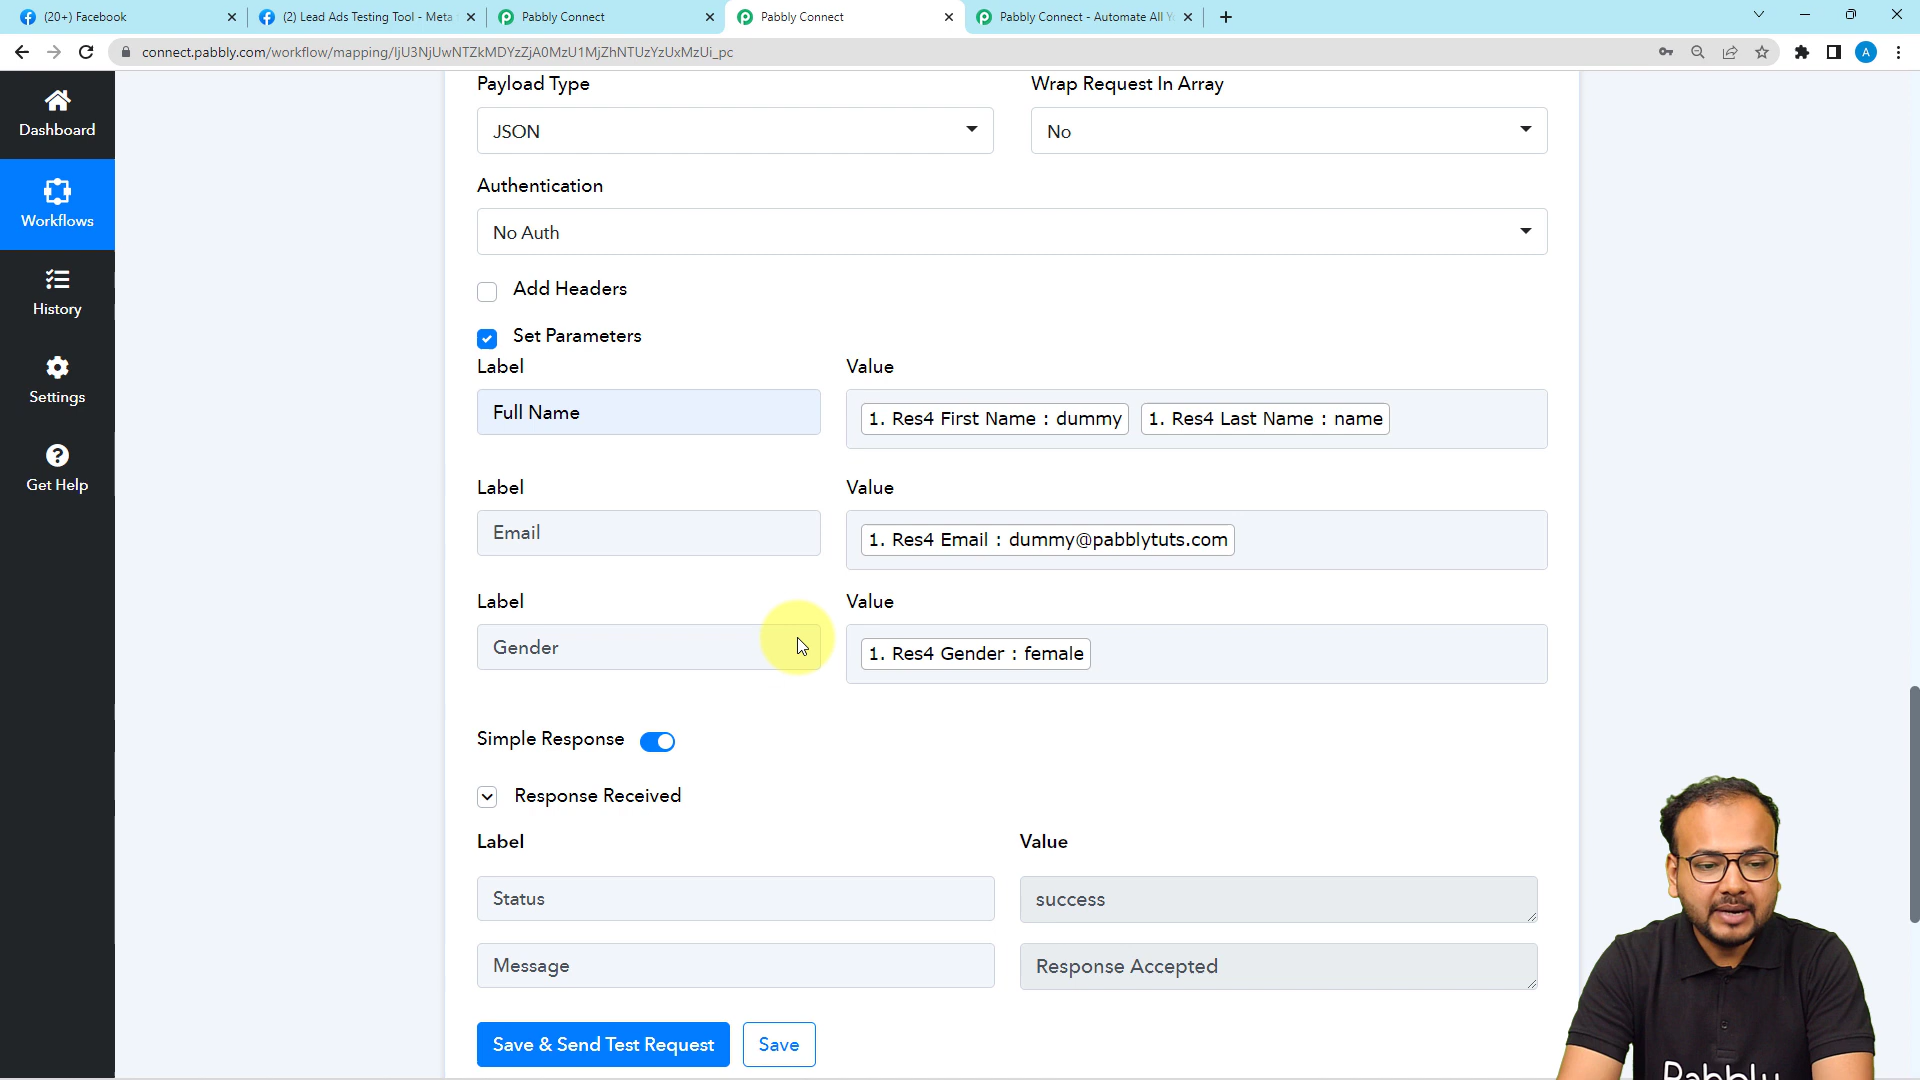 (20+) Facebook
(2) Lead Ads Testing Tool - Meta
Pabbly Connect
Pabbly Connect
Pabbly Connect - Automate All Y
connect.pabbly.com/workflow/mapping/IjU3NjUwNTZkMDYzZjA0MzU1MjZhNTUzYzUxMzUi_pc
A
Dashboard
Workflows
History
Settings
Get Help
Payload Type
Wrap Request In Array
JSON
No
Authentication
No Auth
Add Headers
Set Parameters
Label
Value
Full Name
1. Res4 First Name : dummy
1. Res4 Last Name : name
Label
Value
Email
1. Res4 Email : dummy@pabblytuts.com
Label
Value
Gender
1. Res4 Gender : female
Simple Response
Response Received
Label
Value
Status
success
Message
Response Accepted
Save & Send Test Request
Save
Pabbly